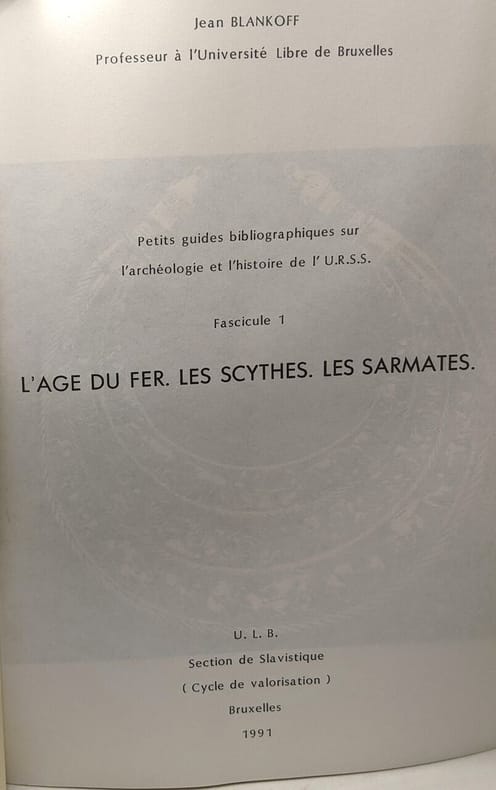 Jean BLANKOFF
Professeur à l'Université Libre de Bruxelles
Petits guides bibliographiques sur
l'archéologie et l'histoire de l' U.R.S.S.
Fascicule 1
L'AGE DU FER. LES SCYTHES. LES SARMATES.
U. L. B.
Section de Slavistique
( Cycle de valorisation )
Bruxelles
1991